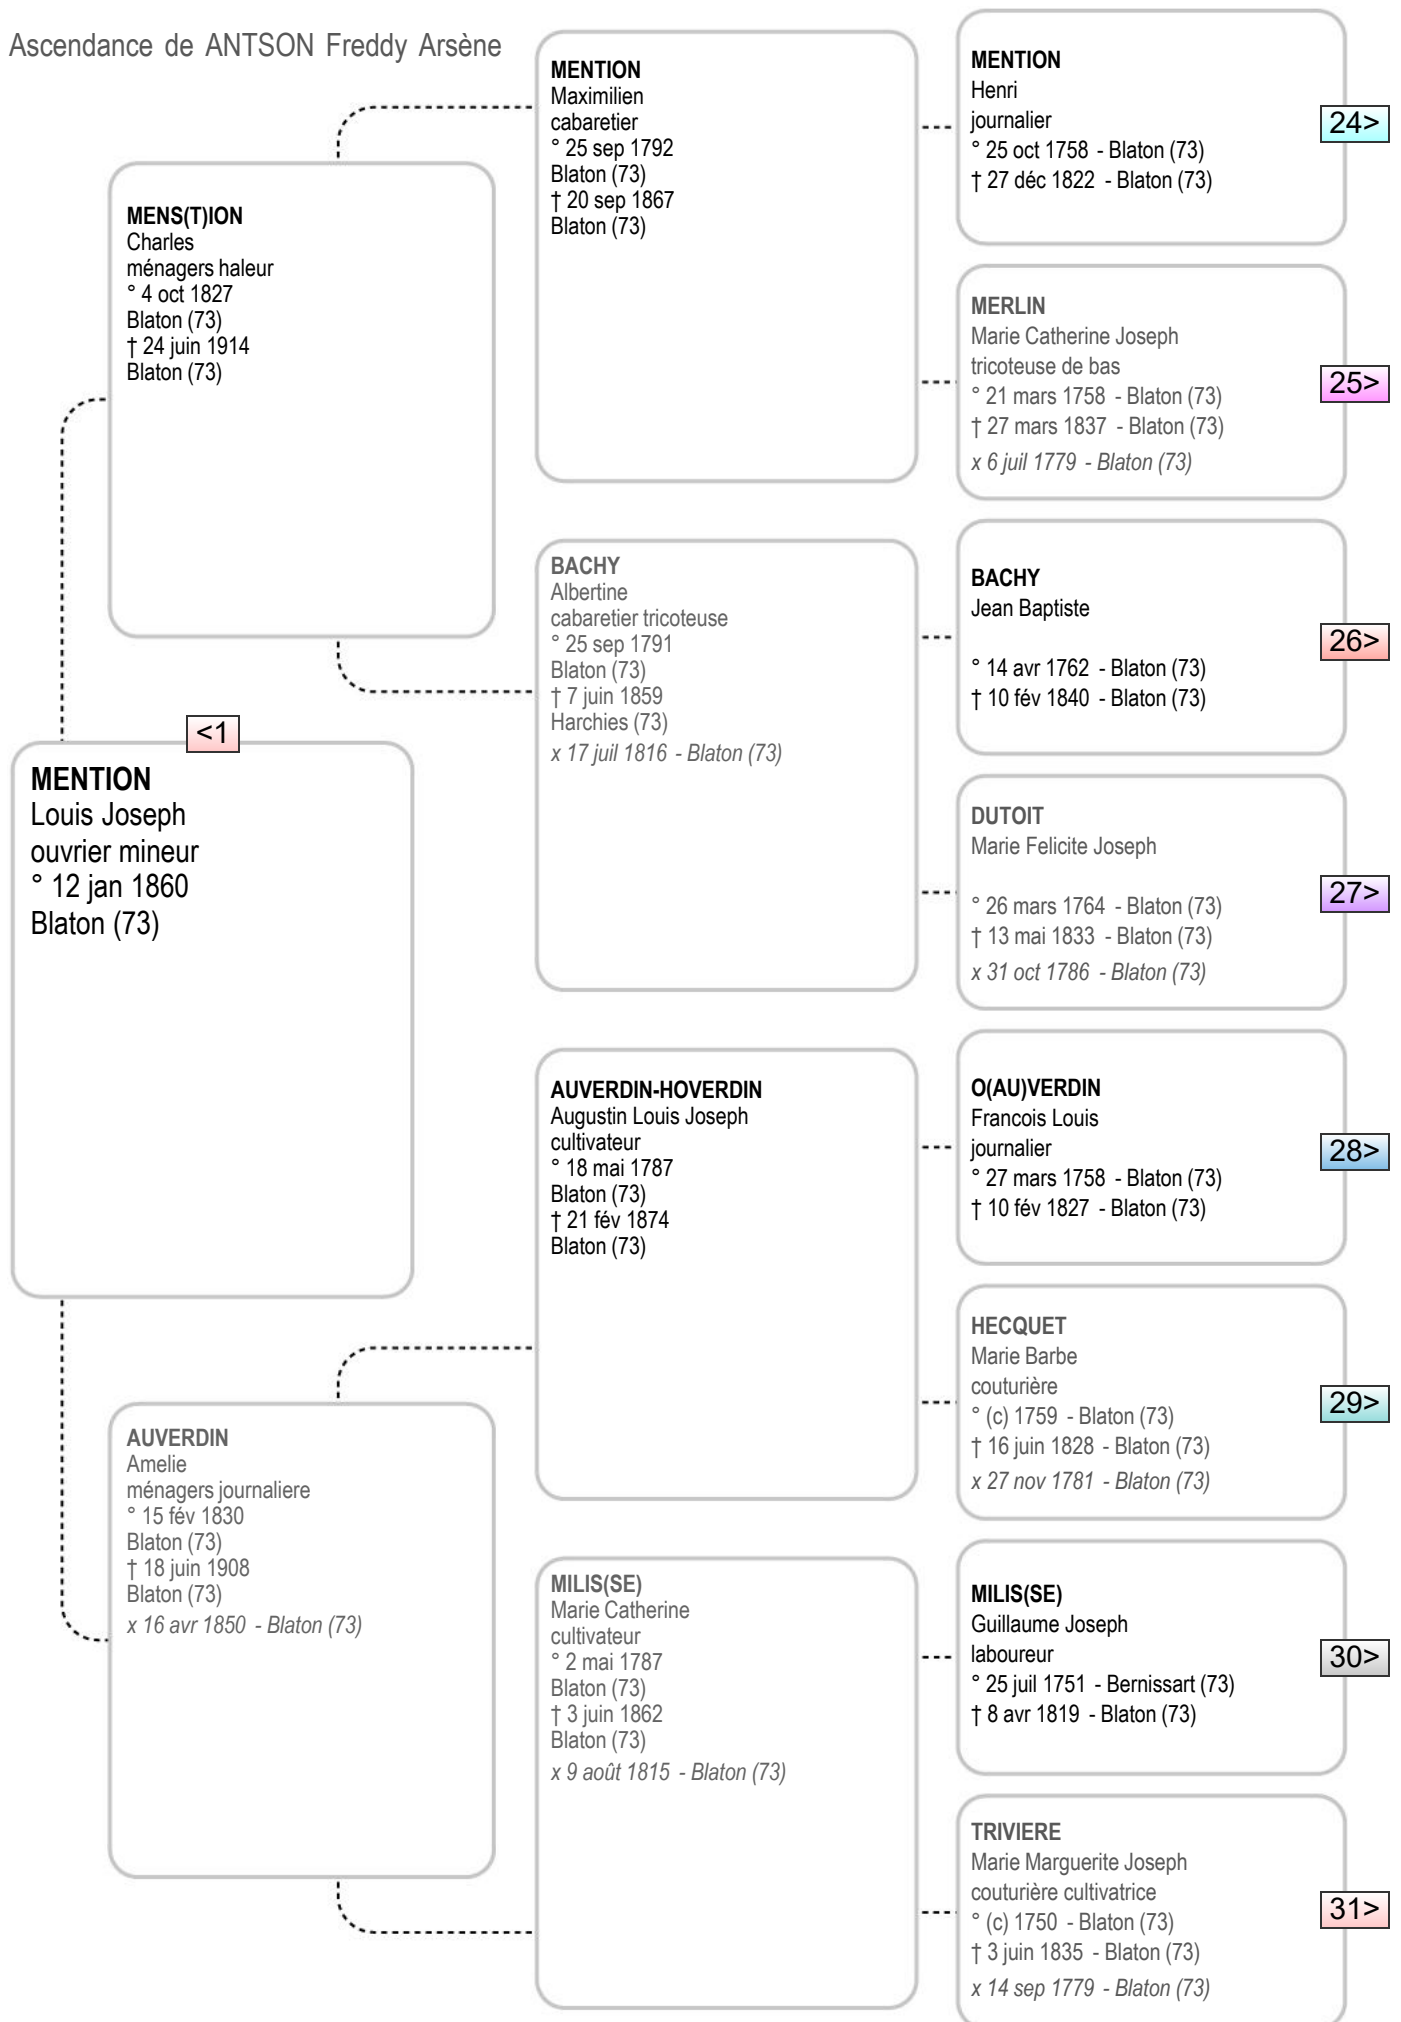 Ascendance de ANTSON Freddy Arsène
<1
MENTION
Louis Joseph
ouvrier mineur
° 12 jan 1860
Blaton (73)
MENS(T)ION
Charles
ménagers haleur
° 4 oct 1827
Blaton (73)
† 24 juin 1914
Blaton (73)
AUVERDIN
Amelie
ménagers journaliere
° 15 fév 1830
Blaton (73)
† 18 juin 1908
Blaton (73)
x 16 avr 1850 - Blaton (73)
MENTION
Maximilien
cabaretier
° 25 sep 1792
Blaton (73)
† 20 sep 1867
Blaton (73)
BACHY
Albertine
cabaretier tricoteuse
° 25 sep 1791
Blaton (73)
† 7 juin 1859
Harchies (73)
x 17 juil 1816 - Blaton (73)
AUVERDIN-HOVERDIN
Augustin Louis Joseph
cultivateur
° 18 mai 1787
Blaton (73)
† 21 fév 1874
Blaton (73)
MILIS(SE)
Marie Catherine
cultivateur
° 2 mai 1787
Blaton (73)
† 3 juin 1862
Blaton (73)
x 9 août 1815 - Blaton (73)
MENTION
Henri
journalier
° 25 oct 1758 - Blaton (73)
† 27 déc 1822 - Blaton (73)
24>
MERLIN
Marie Catherine Joseph
tricoteuse de bas
° 21 mars 1758 - Blaton (73)
† 27 mars 1837 - Blaton (73)
x 6 juil 1779 - Blaton (73)
25>
BACHY
Jean Baptiste
° 14 avr 1762 - Blaton (73)
† 10 fév 1840 - Blaton (73)
26>
DUTOIT
Marie Felicite Joseph
° 26 mars 1764 - Blaton (73)
† 13 mai 1833 - Blaton (73)
x 31 oct 1786 - Blaton (73)
27>
O(AU)VERDIN
Francois Louis
journalier
° 27 mars 1758 - Blaton (73)
† 10 fév 1827 - Blaton (73)
28>
HECQUET
Marie Barbe
couturière
° (c) 1759 - Blaton (73)
† 16 juin 1828 - Blaton (73)
x 27 nov 1781 - Blaton (73)
29>
MILIS(SE)
Guillaume Joseph
laboureur
° 25 juil 1751 - Bernissart (73)
† 8 avr 1819 - Blaton (73)
30>
TRIVIERE
Marie Marguerite Joseph
couturière cultivatrice
° (c) 1750 - Blaton (73)
† 3 juin 1835 - Blaton (73)
x 14 sep 1779 - Blaton (73)
31>